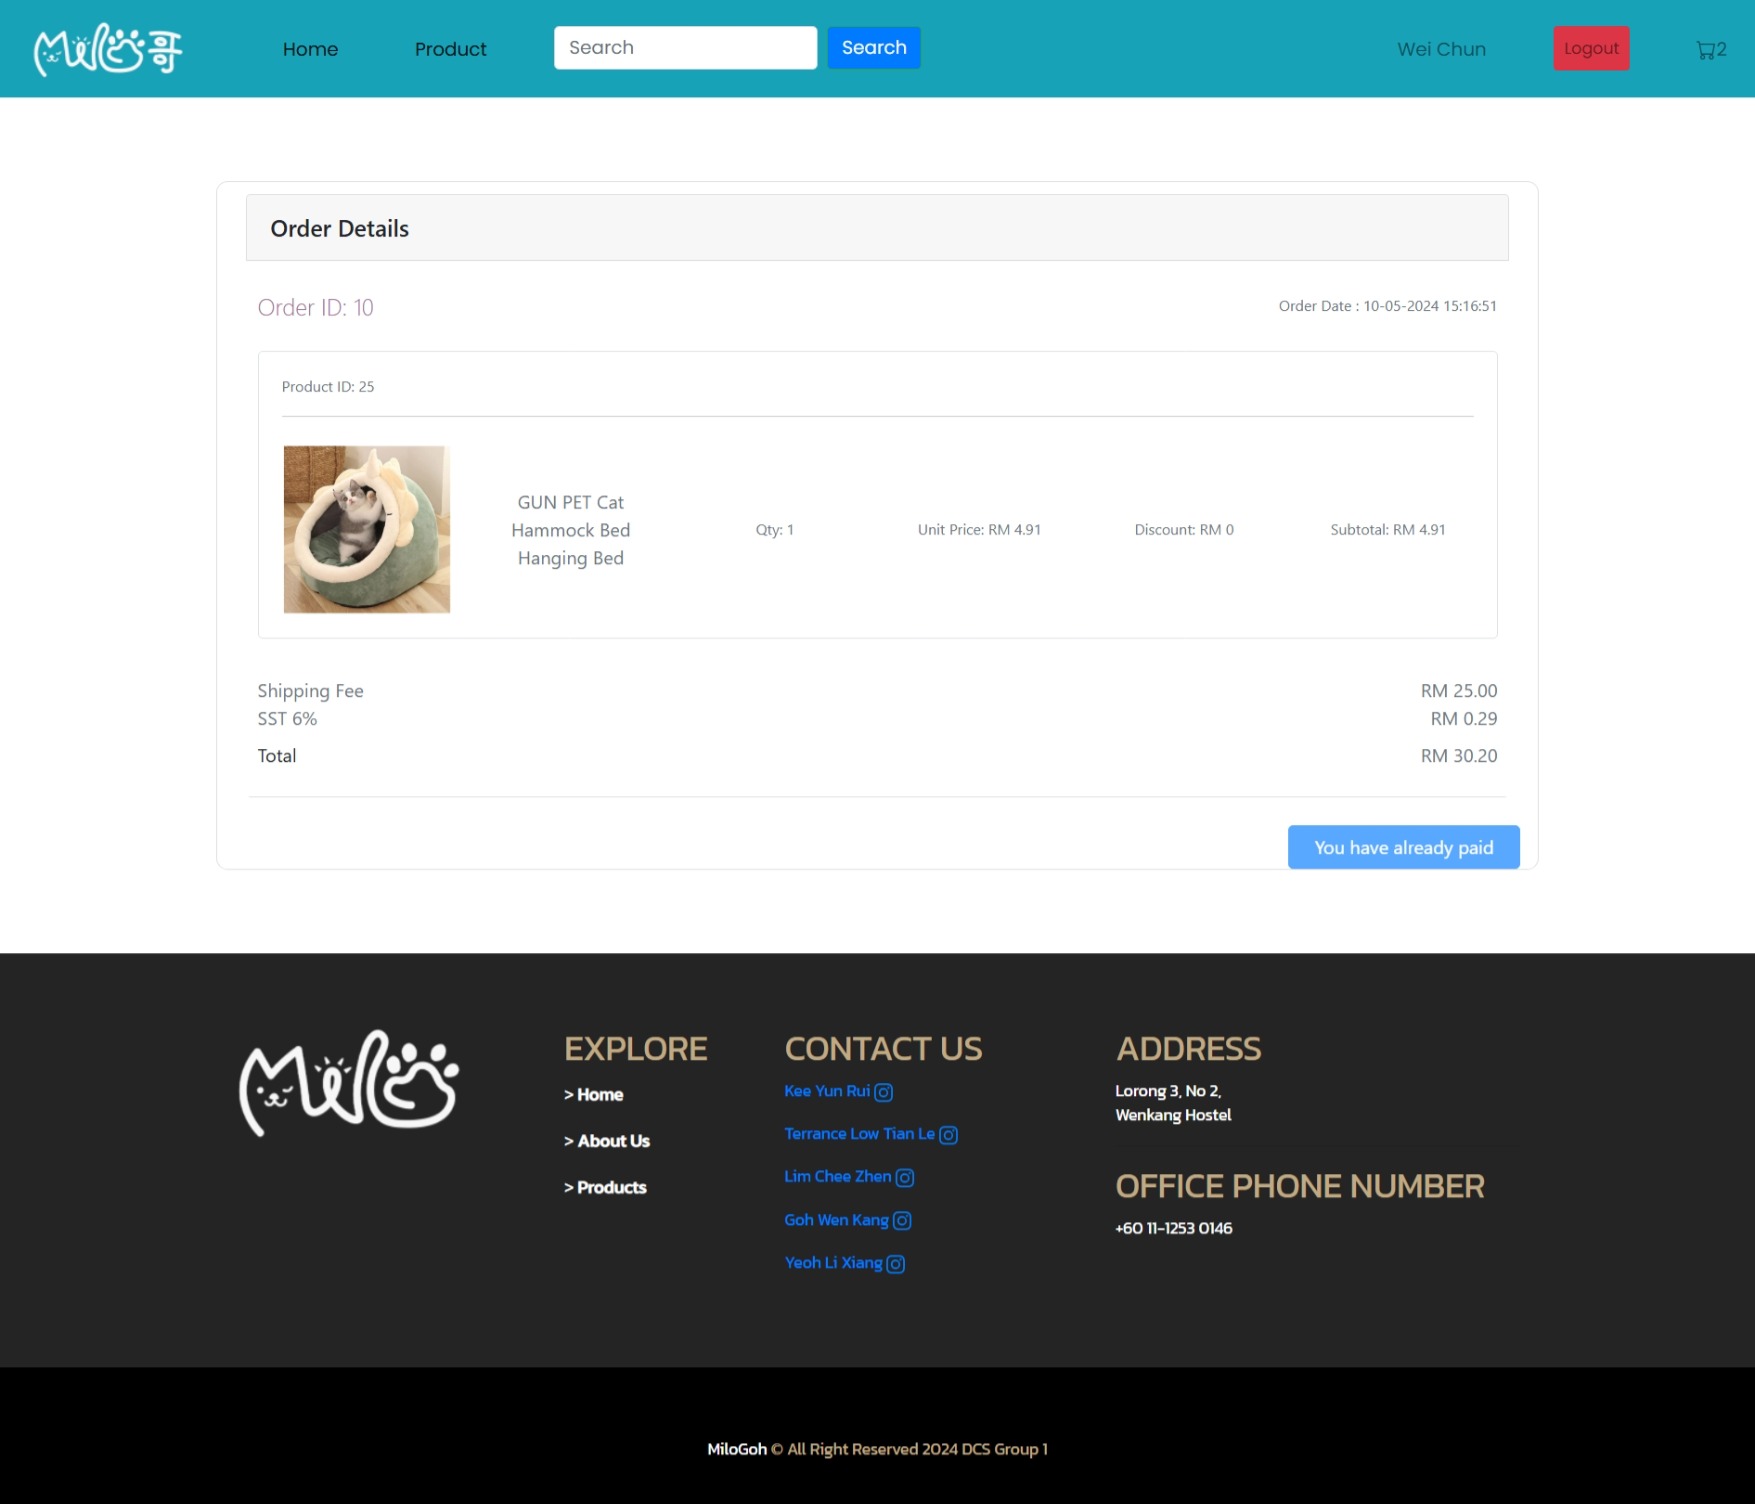 Milo哥
Home
Product
Search
Search
Wei Chun
Logout
2
Order Details
Order ID: 10
Order Date : 10-05-2024 15:16:51
Product ID: 25
GUN PET Cat
Hammock Bed
Hanging Bed
Qty: 1
Unit Price: RM 4.91
Discount: RM 0
Subtotal: RM 4.91
Shipping Fee
RM 25.00
SST 6%
RM 0.29
Total
RM 30.20
You have already paid
Milo
EXPLORE
> Home
> About Us
> Products
CONTACT US
Kee Yun Rui
Terrance Low Tian Le
Lim Chee Zhen
Goh Wen Kang
Yeoh Li Xiang
ADDRESS
Lorong 3, No 2,
Wenkang Hostel
OFFICE PHONE NUMBER
+60 11-1253 0146
MiloGoh © All Right Reserved 2024 DCS Group 1